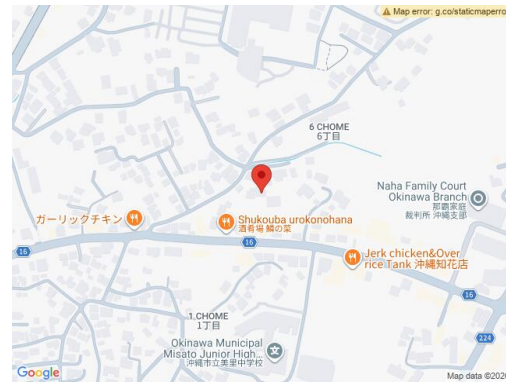 Map error: g.co/staticmaperro
6 CHOME
6丁目
Naha Family Court
Okinawa Branch
那覇家庭
裁判所 沖縄支部
ガーリックチキン
Shukouba urokonohana
酒肴場 鱗の菜
16
16
Jerk chicken&Over
rice Tank 沖縄知花店
16
1 CHOME
1丁目
224
Okinawa Municipal
Misato Junior High...
沖縄市立美里中学校
Google
Map data ©2026